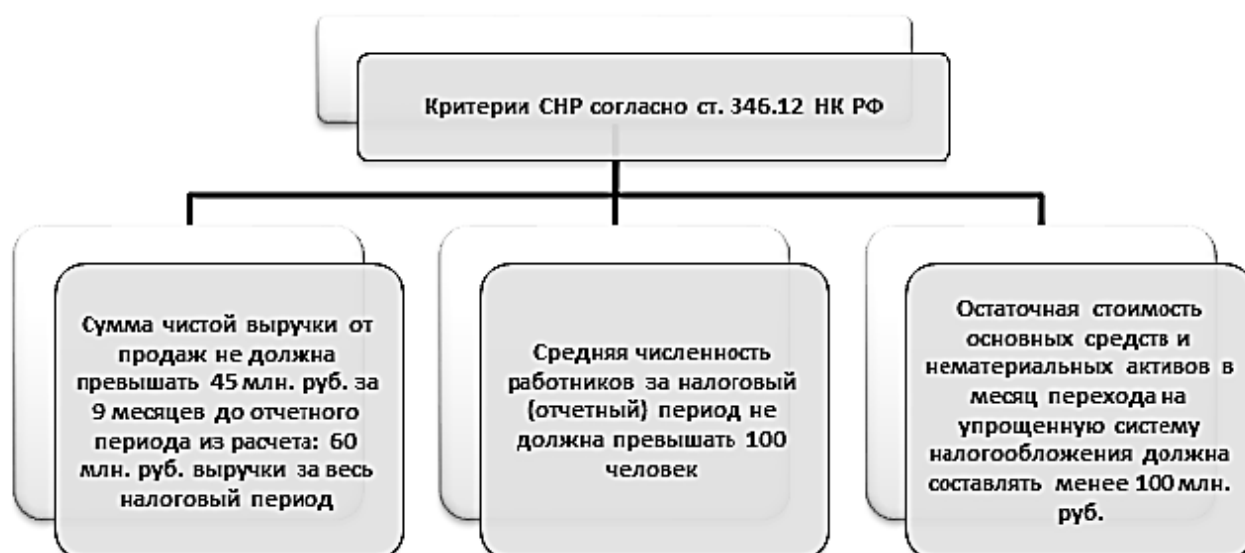 Критерии СНР согласно ст. 346.12 НК РФ
Сумма чистой выручки от
продаж не должна
превышать 45 млн. руб. за
9 месяцев до отчетного
периода из расчета: 60
млн. руб. выручки за весь
налоговый период
Средняя численность
работников за налоговый
(отчетный) период не
должна превышать 100
человек
Остаточная стоимость
основных средств и
нематериальных активов в
месяц перехода на
упрощенную систему
налогообложения должна
составлять менее 100 млн.
руб.